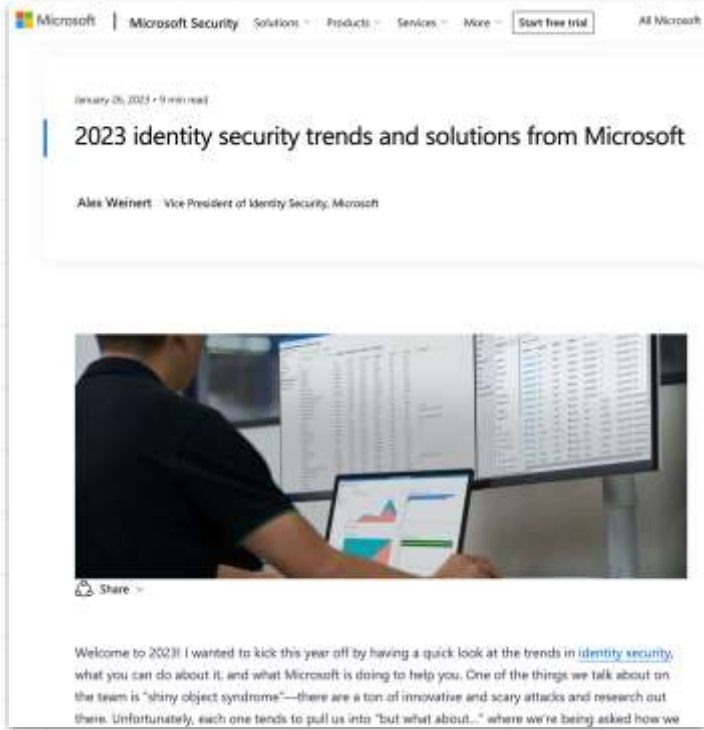 Microsoft | Microsoft Security Solutions Products Services More Start free trial All Microsoft
January 26, 2023 • 9 min read
2023 identity security trends and solutions from Microsoft
Alex Weinert Vice President of Identity Security, Microsoft
Share
Welcome to 2023! I wanted to kick this year off by having a quick look at the trends in identity security,
what you can do about it, and what Microsoft is doing to help you. One of the things we talk about on
the team is "shiny object syndrome"—there are a ton of innovative and scary attacks and research out
there. Unfortunately, each one tends to pull us into "but what about..." where we're being asked how we